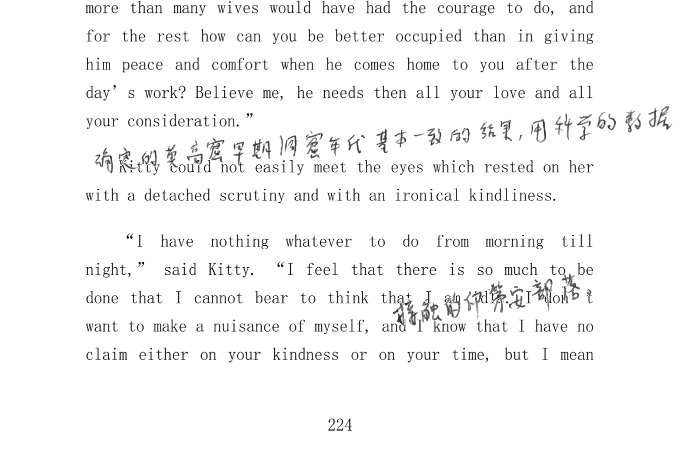 more than many wives would have had the courage to do, and
for the rest how can you be better occupied than in giving
him peace and comfort when he comes home to you after the
day's work? Believe me, he needs then all your love and all
your consideration.”
确定的莫高窟早期洞窟年代基本一致的结果,用科学的数据
Kitty could not easily meet the eyes which rested on her
with a detached scrutiny and with an ironical kindliness.
“I have nothing whatever to do from morning till
night,” said Kitty. “I feel that there is so much to be
done that I cannot bear to think that I am idle. I don't
接触的印第安部落。
want to make a nuisance of myself, and I know that I have no
claim either on your kindness or on your time, but I mean
224